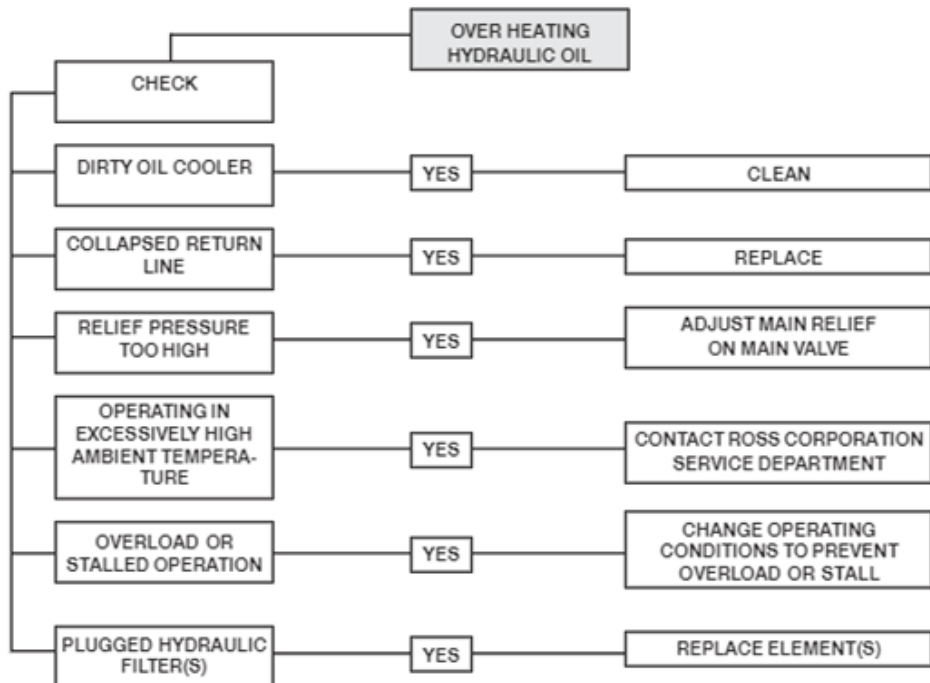 OVER HEATING
HYDRAULIC OIL
CHECK
DIRTY OIL COOLER
YES
CLEAN
COLLAPSED RETURN
LINE
YES
REPLACE
RELIEF PRESSURE
TOO HIGH
YES
ADJUST MAIN RELIEF
ON MAIN VALVE
OPERATING IN
EXCESSIVELY HIGH
AMBIENT TEMPERA-
TURE
YES
CONTACT ROSS CORPORATION
SERVICE DEPARTMENT
OVERLOAD OR
STALLED OPERATION
YES
CHANGE OPERATING
CONDITIONS TO PREVENT
OVERLOAD OR STALL
PLUGGED HYDRAULIC
FILTER(S)
YES
REPLACE ELEMENT(S)